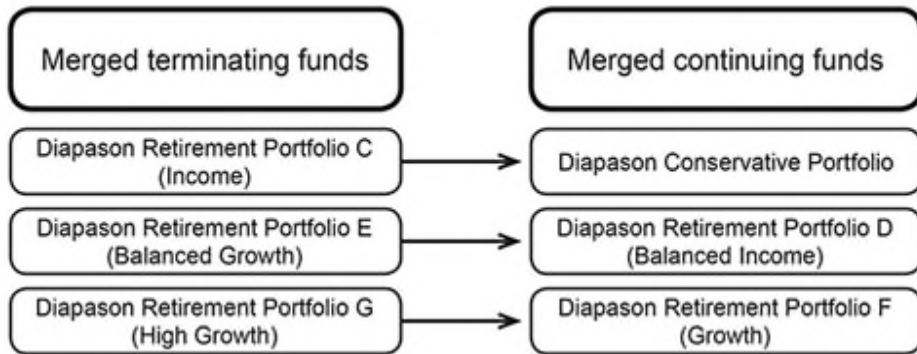 Merged terminating funds
Merged continuing funds
Diapason Retirement Portfolio C
(Income)
Diapason Conservative Portfolio
Diapason Retirement Portfolio E
(Balanced Growth)
Diapason Retirement Portfolio D
(Balanced Income)
Diapason Retirement Portfolio G
(High Growth)
Diapason Retirement Portfolio F
(Growth)